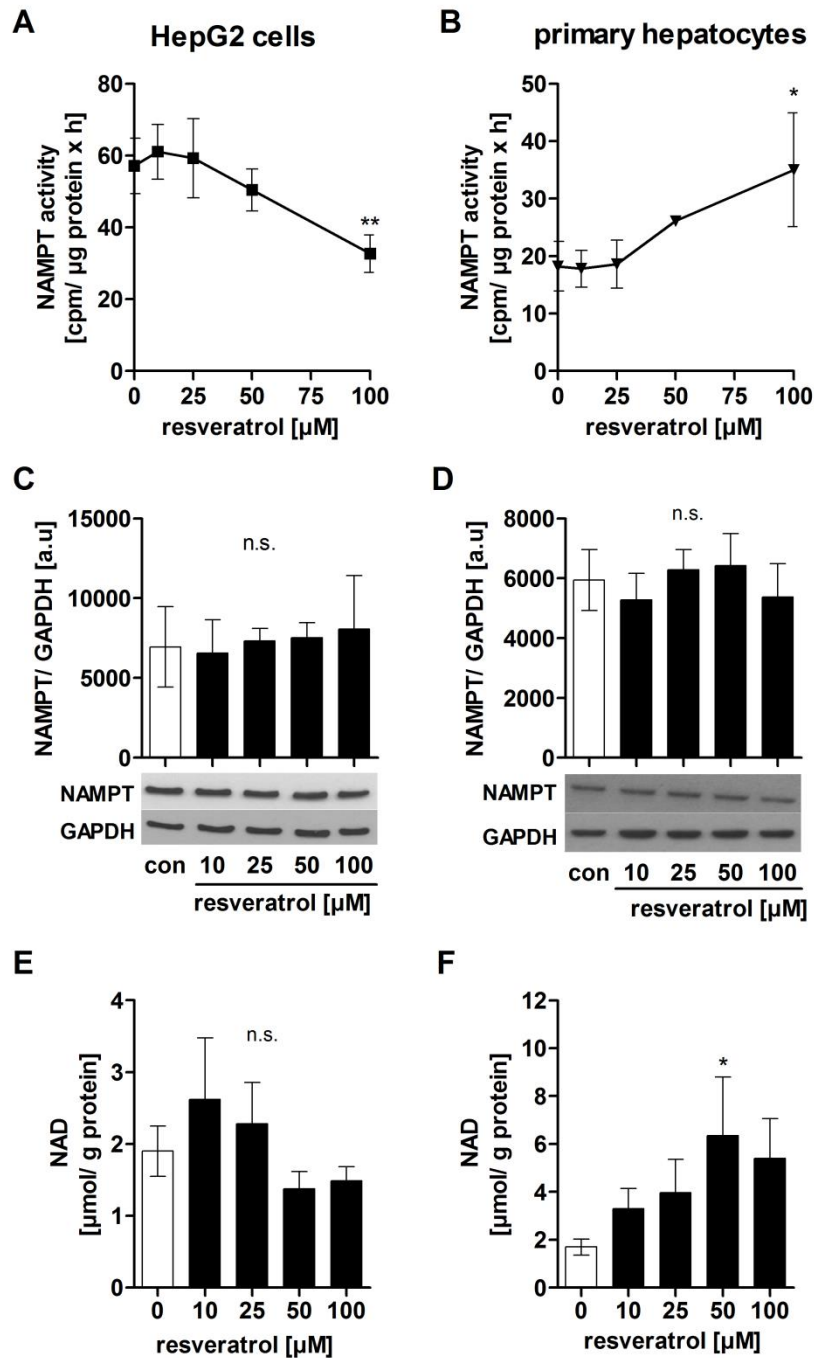 A
HepG2 cells
NAMPT activity
[cpm/ µg protein x h]
80
60
40
20
0
**
0 25 50 75 100
resveratrol [µM]
B
primary hepatocytes
NAMPT activity
[cpm/ µg protein x h]
50
40
30
20
10
0
*
0 25 50 75 100
resveratrol [µM]
C
NAMPT/ GAPDH [a.u]
15000
10000
5000
0
n.s.
NAMPT
GAPDH
con 10 25 50 100
resveratrol [µM]
D
NAMPT/ GAPDH [a.u]
8000
6000
4000
2000
0
n.s.
NAMPT
GAPDH
con 10 25 50 100
resveratrol [µM]
E
NAD
[µmol/ g protein]
4
3
2
1
0
n.s.
0 10 25 50 100
resveratrol [µM]
F
NAD
[µmol/ g protein]
12
10
8
6
4
2
0
*
0 10 25 50 100
resveratrol [µM]